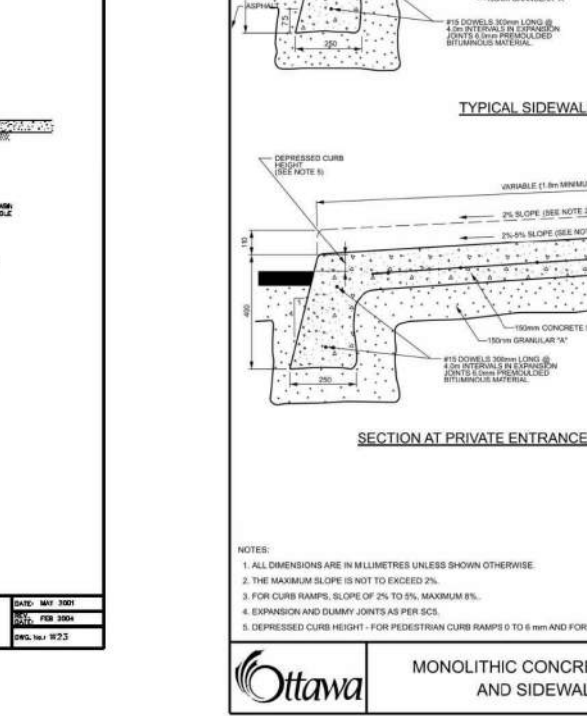 ASPHALT
75
250
#15 DOWELS 300mm LONG @
4.0m INTERVALS IN EXPANSION
JOINTS 6.0mm PREMOULDED
BITUMINOUS MATERIAL.
TYPICAL SIDEWAL
DEPRESSED CURB
HEIGHT
(SEE NOTE 5)
VARIABLE (1.8m MINIMU
2% SLOPE (SEE NOTE 2
2%-5% SLOPE (SEE NO
110
400
1
150mm CONCRETE
150mm GRANULAR "A"
#15 DOWELS 300mm LONG @
4.0m INTERVALS IN EXPANSION
JOINTS 6.0mm PREMOULDED
BITUMINOUS MATERIAL.
250
SECTION AT PRIVATE ENTRANCE
NOTES:
1. ALL DIMENSIONS ARE IN MILLIMETRES UNLESS SHOWN OTHERWISE.
2. THE MAXIMUM SLOPE IS NOT TO EXCEED 2%.
3. FOR CURB RAMPS, SLOPE OF 2% TO 5%, MAXIMUM 8%..
4. EXPANSION AND DUMMY JOINTS AS PER SC5.
5. DEPRESSED CURB HEIGHT - FOR PEDESTRIAN CURB RAMPS 0 TO 6 mm AND FOR
DATE: MAY 2001
REV. DATE: FEB 2004
DWG. No.: W23
Ottawa
MONOLITHIC CONCRE
AND SIDEWAL